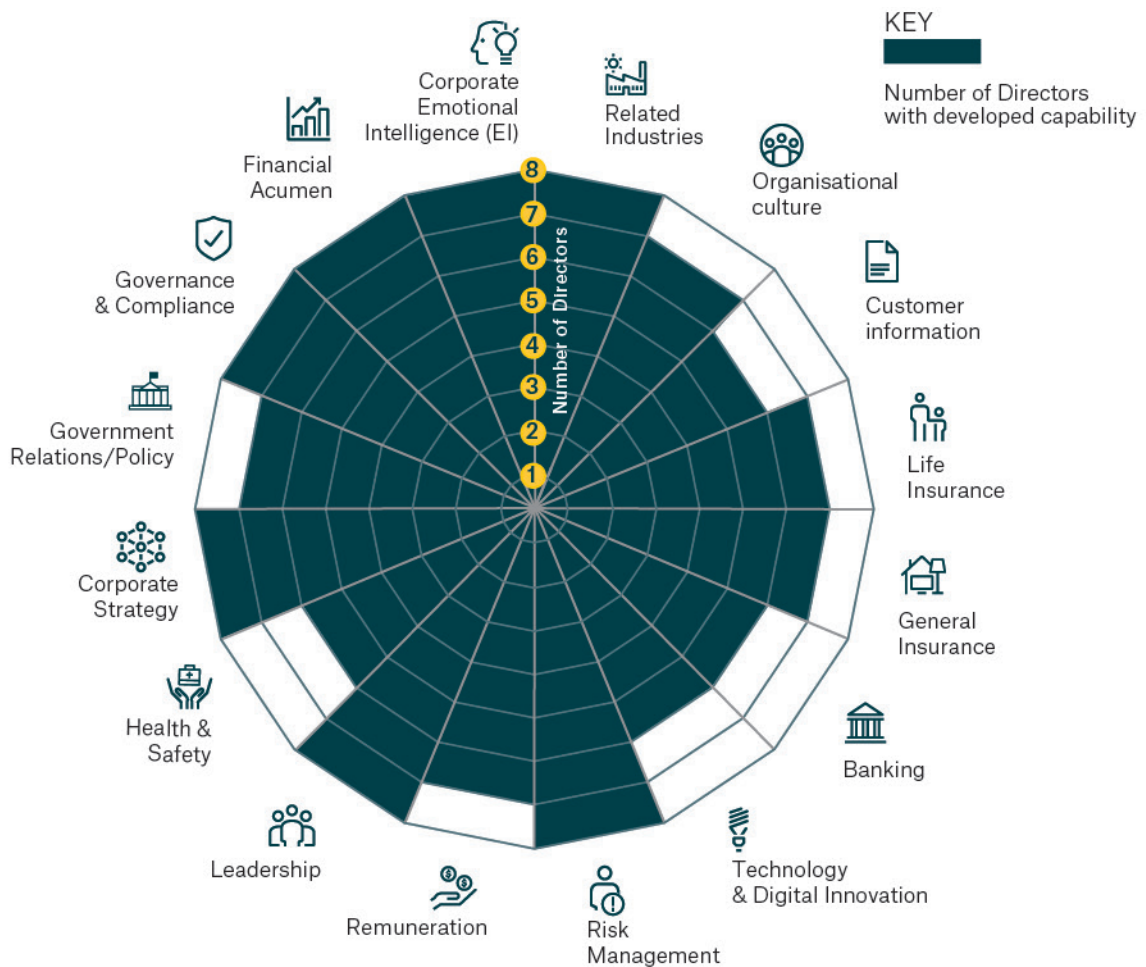 KEY
Number of Directors
with developed capability
Corporate
Emotional
Intelligence (EI)
Related
Industries
Organisational
culture
Customer
information
Life
Insurance
General
Insurance
Banking
Technology
& Digital Innovation
Risk
Management
Remuneration
Leadership
Health &
Safety
Corporate
Strategy
Government
Relations/Policy
Governance
& Compliance
Financial
Acumen
8
7
6
5
4
3
2
1
Number of Directors